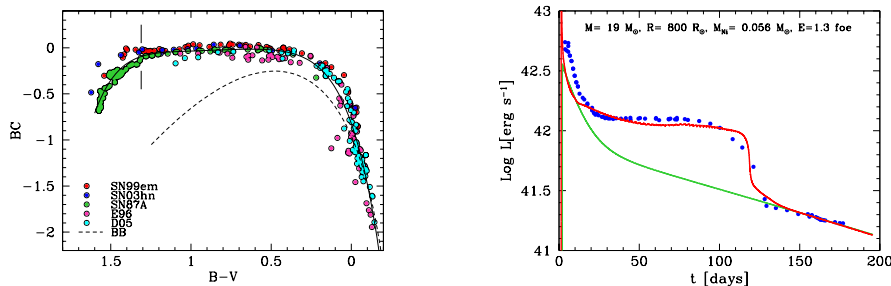 0
−0.5
−1
−1.5
−2
BC
SN99em
SN03hn
SN87A
E96
D05
BB
1.5
1
0.5
0
B−V
43
42.5
42
41.5
41
Log L[erg s⁻¹]
M= 19 M⊙, R= 800 R⊙, M_Ni= 0.056 M⊙, E=1.3 foe
0
50
100
150
200
t [days]